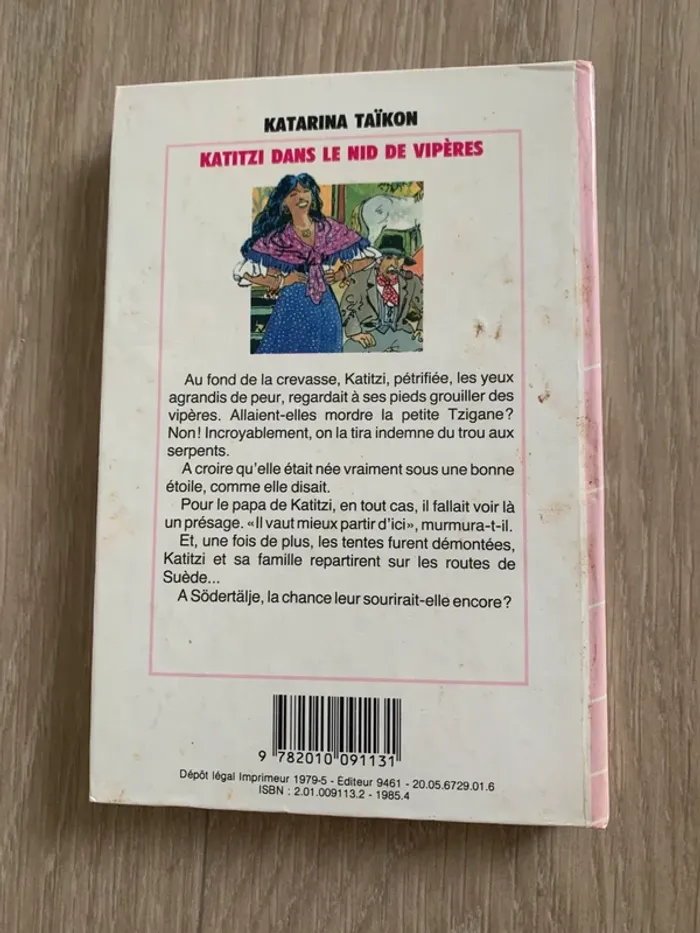 KATARINA TAÏKON
KATITZI DANS LE NID DE VIPÈRES
Au fond de la crevasse, Katitzi, pétrifiée, les yeux
agrandis de peur, regardait à ses pieds grouiller des
vipères. Allaient-elles mordre la petite Tzigane?
Non! Incroyablement, on la tira indemne du trou aux
serpents.
A croire qu'elle était née vraiment sous une bonne
étoile, comme elle disait.
Pour le papa de Katitzi, en tout cas, il fallait voir là
un présage. «Il vaut mieux partir d'ici», murmura-t-il.
Et, une fois de plus, les tentes furent démontées,
Katitzi et sa famille repartirent sur les routes de
Suède...
A Södertälje, la chance leur sourirait-elle encore?
9 782010 091131
Dépôt légal Imprimeur 1979-5 - Editeur 9461 - 20.05.6729.01.6
ISBN : 2.01.009113.2 - 1985.4